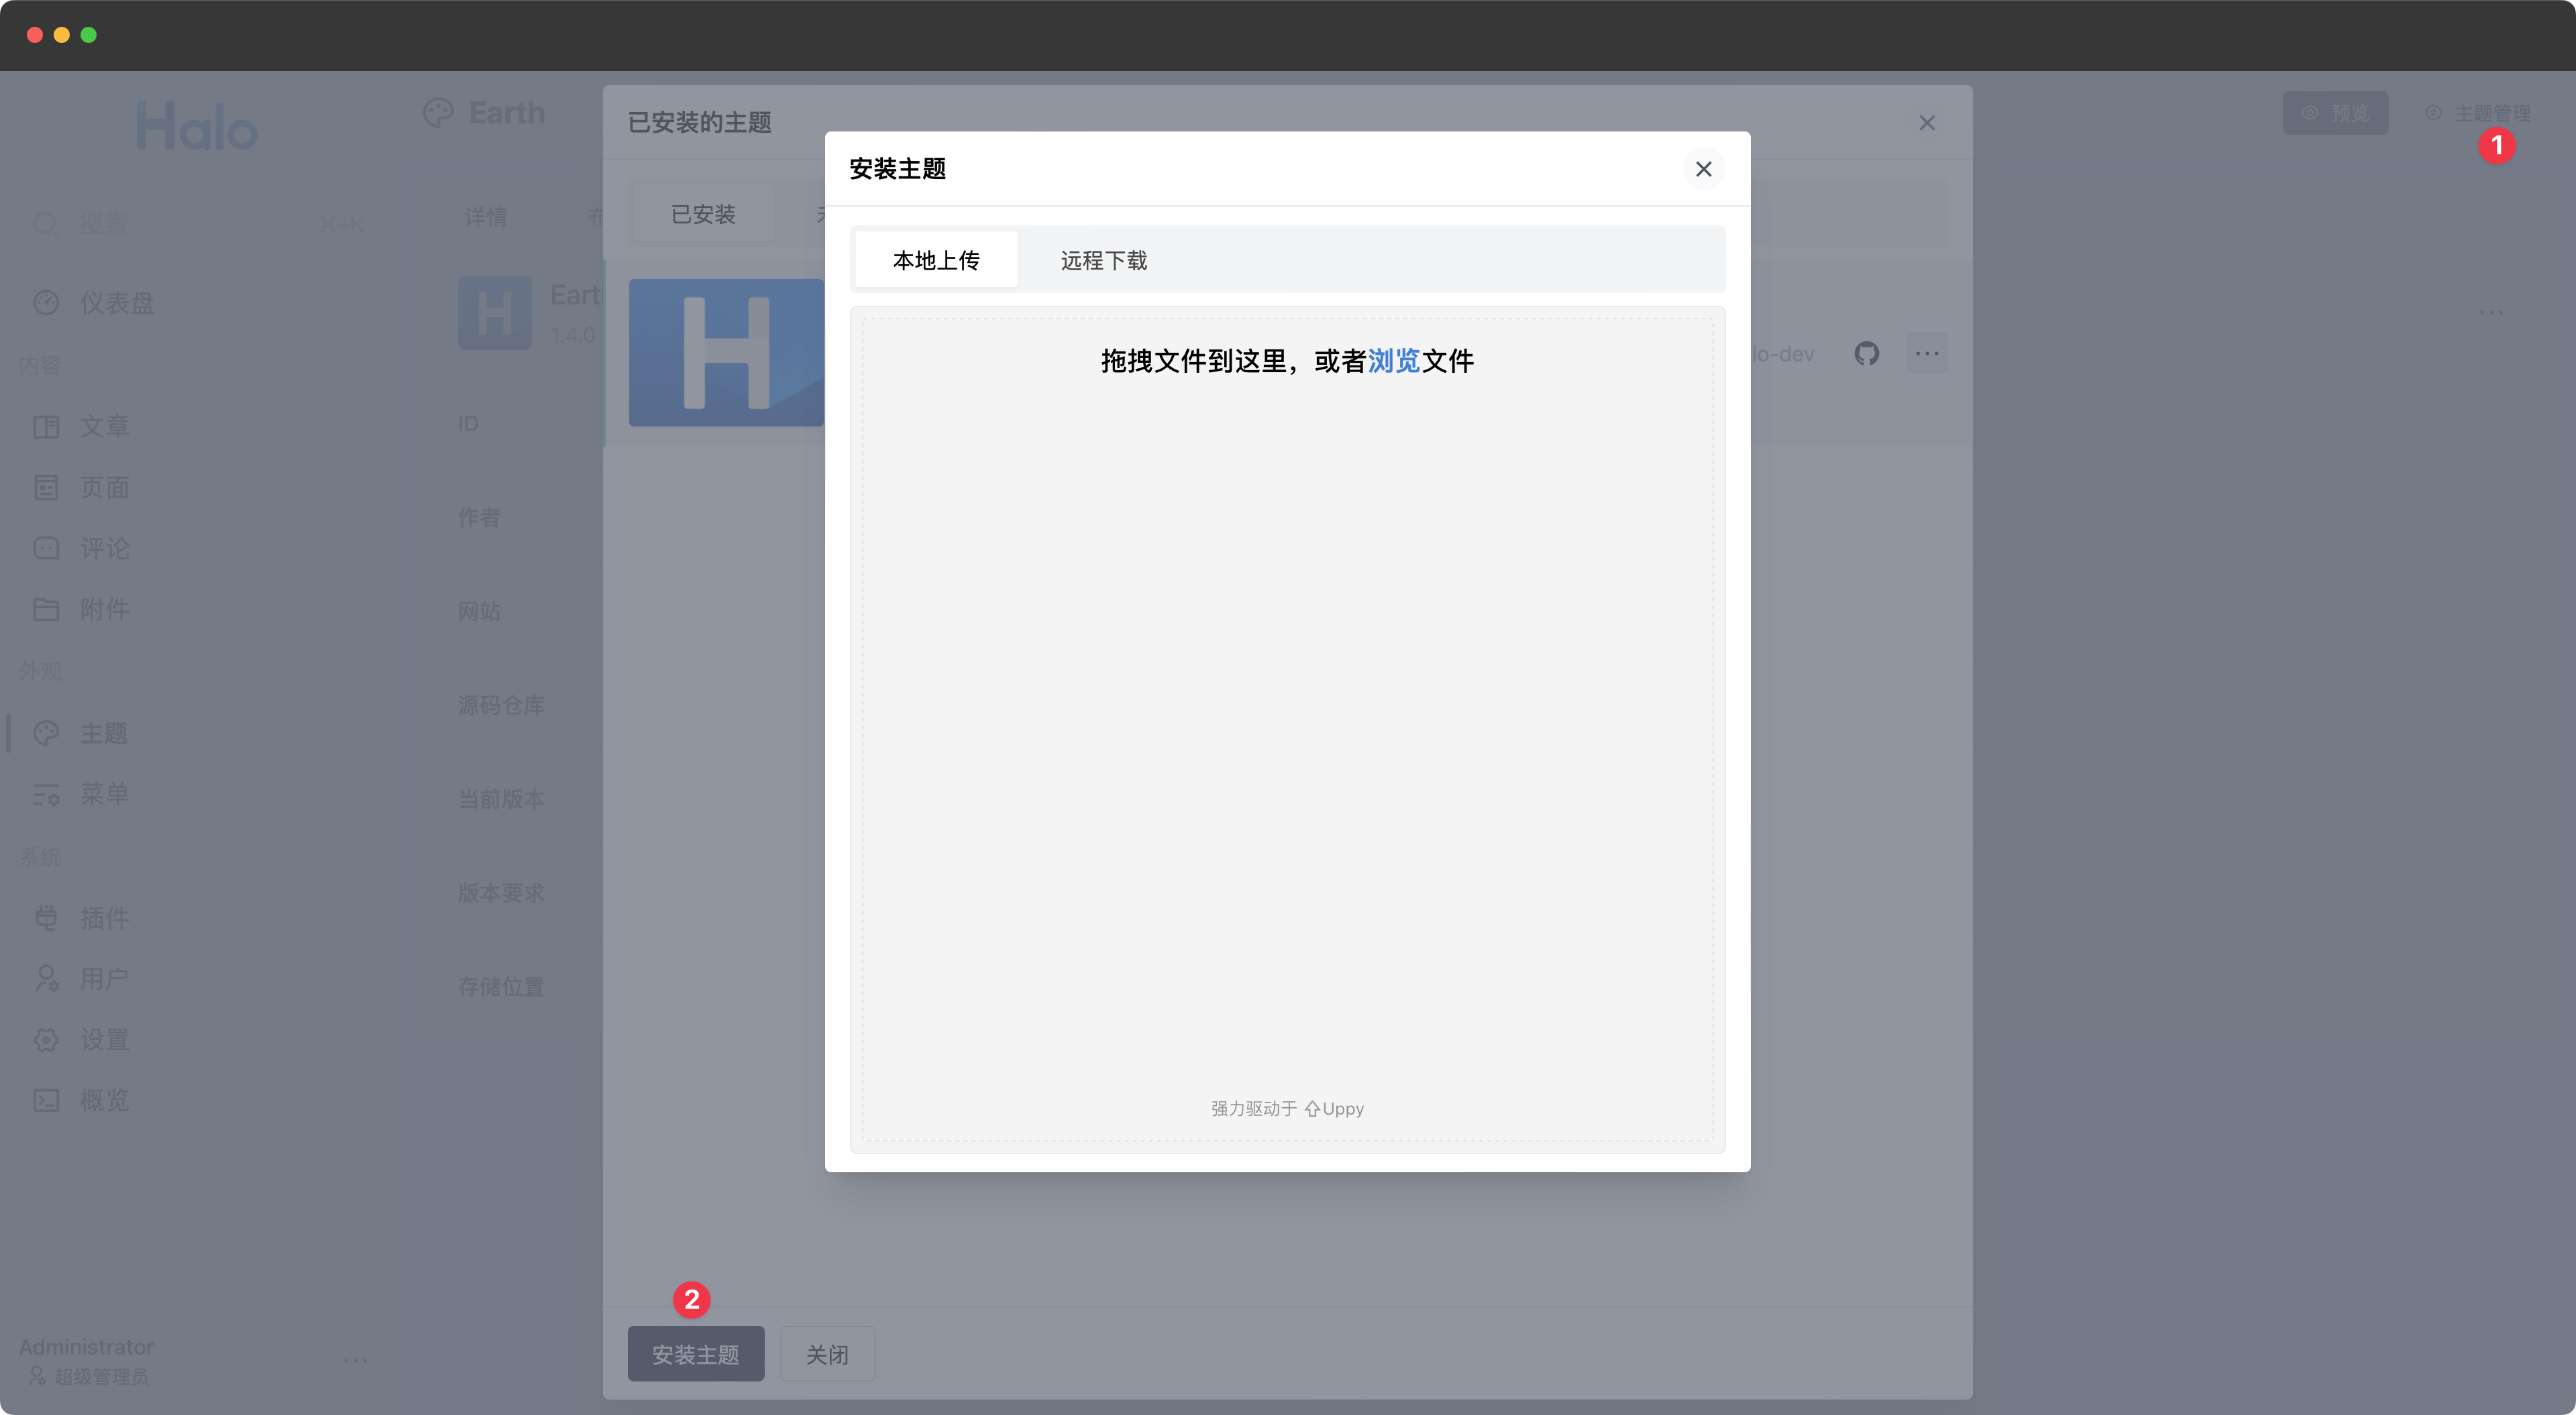 Halo
搜索
⌘+K
仪表盘
内容
文章
页面
评论
附件
外观
主题
菜单
系统
插件
用户
设置
概览
Administrator
超级管理员
Earth
预览
主题管理
1
详情
1.4.0
ID
作者
网站
源码仓库
当前版本
版本要求
存储位置
已安装的主题
已安装
lo-dev
安装主题
本地上传
远程下载
拖拽文件到这里，或者浏览文件
强力驱动于 Uppy
2
安装主题
关闭